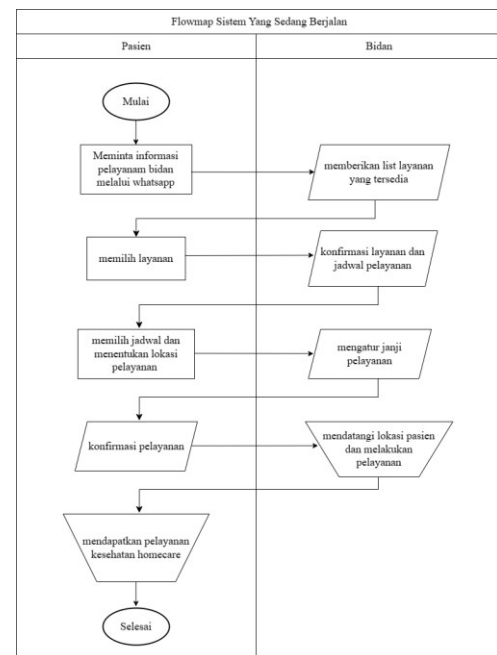 Flowmap Sistem Yang Sedang Berjalan
Pasien
Bidan
Mulai
Meminta informasi
pelayanam bidan
melalui whatsapp
memberikan list layanan
yang tersedia
memilih layanan
konfirmasi layanan dan
jadwal pelayanan
memilih jadwal dan
menentukan lokasi
pelayanan
mengatur janji
pelayanan
konfirmasi pelayanan
mendatangi lokasi pasien
dan melakukan
pelayanan
mendapatkan pelayanan
kesehatan homecare
Selesai